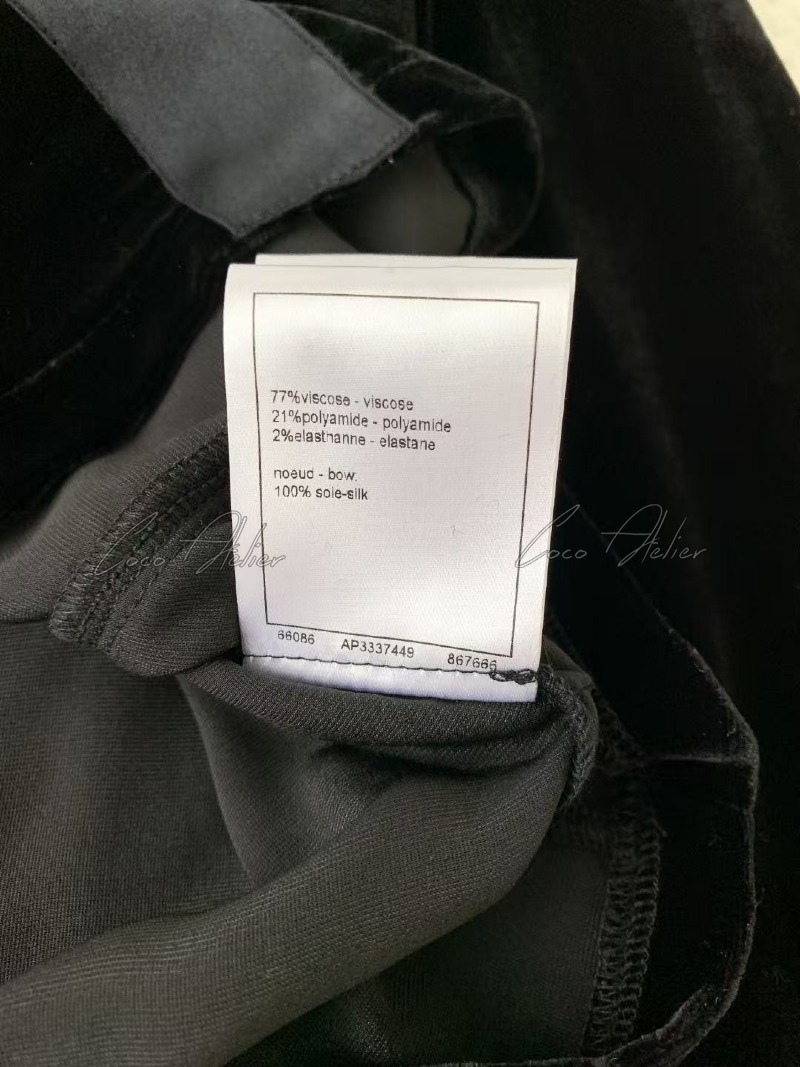 77%viscose - viscose
21%polyamide - polyamide
2%elasthanne - elastane
noeud - bow.
100% soie-silk
66086 AP3337449 867666
Coco Atelier Coco Atelier